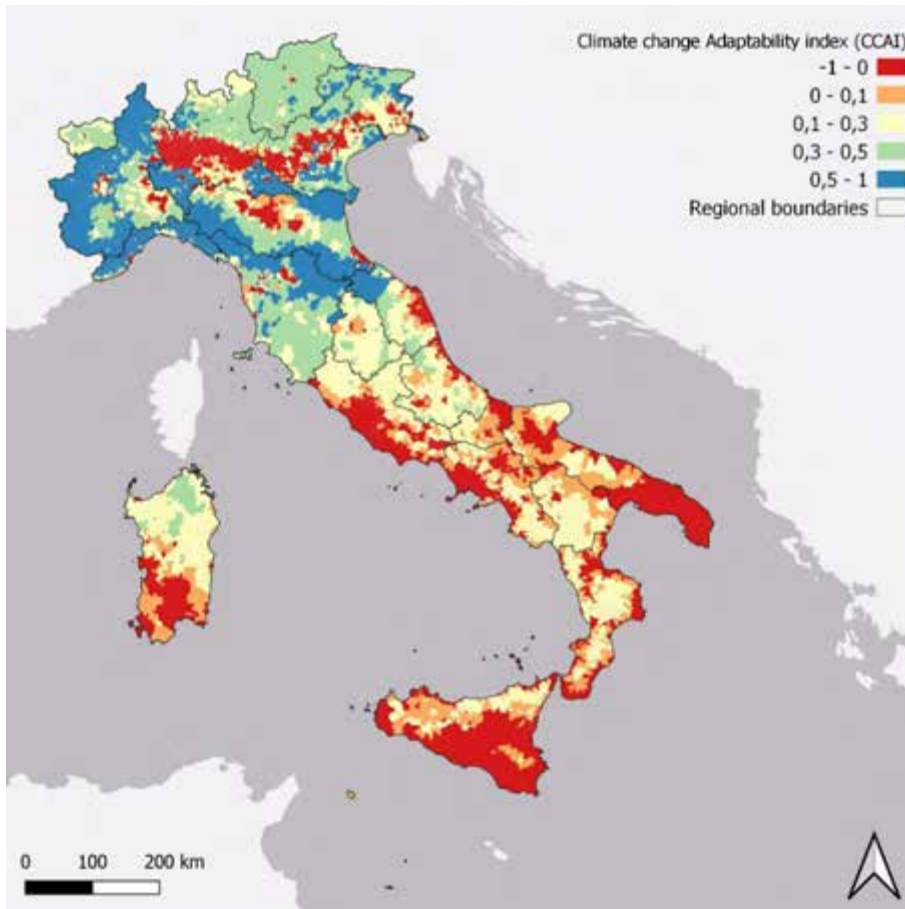 Climate change Adaptability index (CCAI)
-1 - 0
0 - 0,1
0,1 - 0,3
0,3 - 0,5
0,5 - 1
Regional boundaries
0 100 200 km